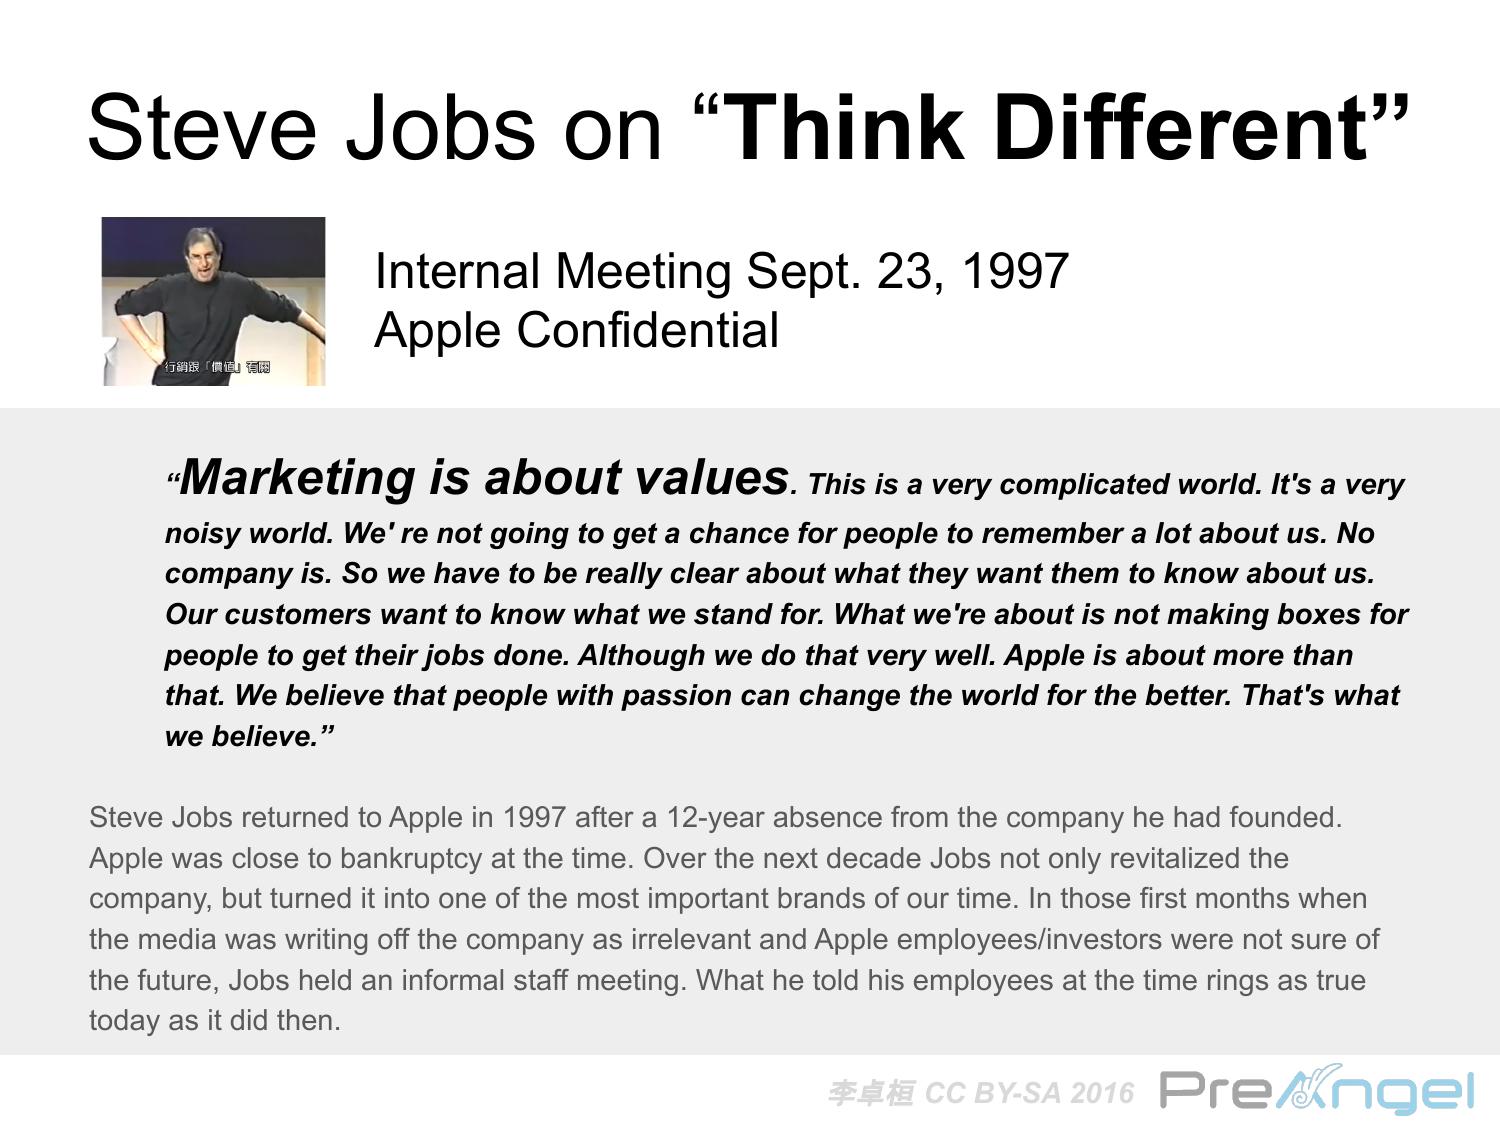 Steve Jobs on “Think Different”
Internal Meeting Sept. 23, 1997
Apple Confidential
行銷跟「價值」有關
“Marketing is about values. This is a very complicated world. It's a very
noisy world. We' re not going to get a chance for people to remember a lot about us. No
company is. So we have to be really clear about what they want them to know about us.
Our customers want to know what we stand for. What we're about is not making boxes for
people to get their jobs done. Although we do that very well. Apple is about more than
that. We believe that people with passion can change the world for the better. That's what
we believe.”
Steve Jobs returned to Apple in 1997 after a 12-year absence from the company he had founded.
Apple was close to bankruptcy at the time. Over the next decade Jobs not only revitalized the
company, but turned it into one of the most important brands of our time. In those first months when
the media was writing off the company as irrelevant and Apple employees/investors were not sure of
the future, Jobs held an informal staff meeting. What he told his employees at the time rings as true
today as it did then.
李卓桓 CC BY-SA 2016 PreAngel